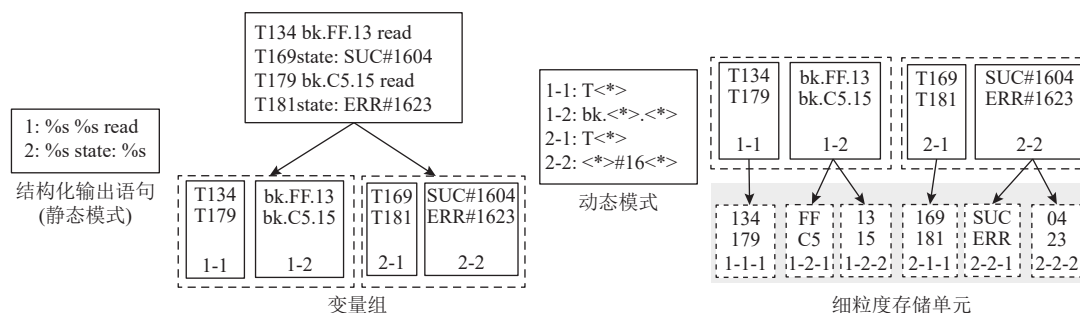 1: %s %s read
2: %s state: %s
结构化输出语句
(静态模式)
T134 bk.FF.13 read
T169state: SUC#1604
T179 bk.C5.15 read
T181state: ERR#1623
T134
T179
1-1
bk.FF.13
bk.C5.15
1-2
T169
T181
2-1
SUC#1604
ERR#1623
2-2
变量组
1-1: T<*>
1-2: bk.<*>.<*>
2-1: T<*>
2-2: <*>#16<*>
动态模式
T134
T179
1-1
bk.FF.13
bk.C5.15
1-2
T169
T181
2-1
SUC#1604
ERR#1623
2-2
134
179
1-1-1
FF
C5
1-2-1
13
15
1-2-2
169
181
2-1-1
SUC
ERR
2-2-1
04
23
2-2-2
细粒度存储单元